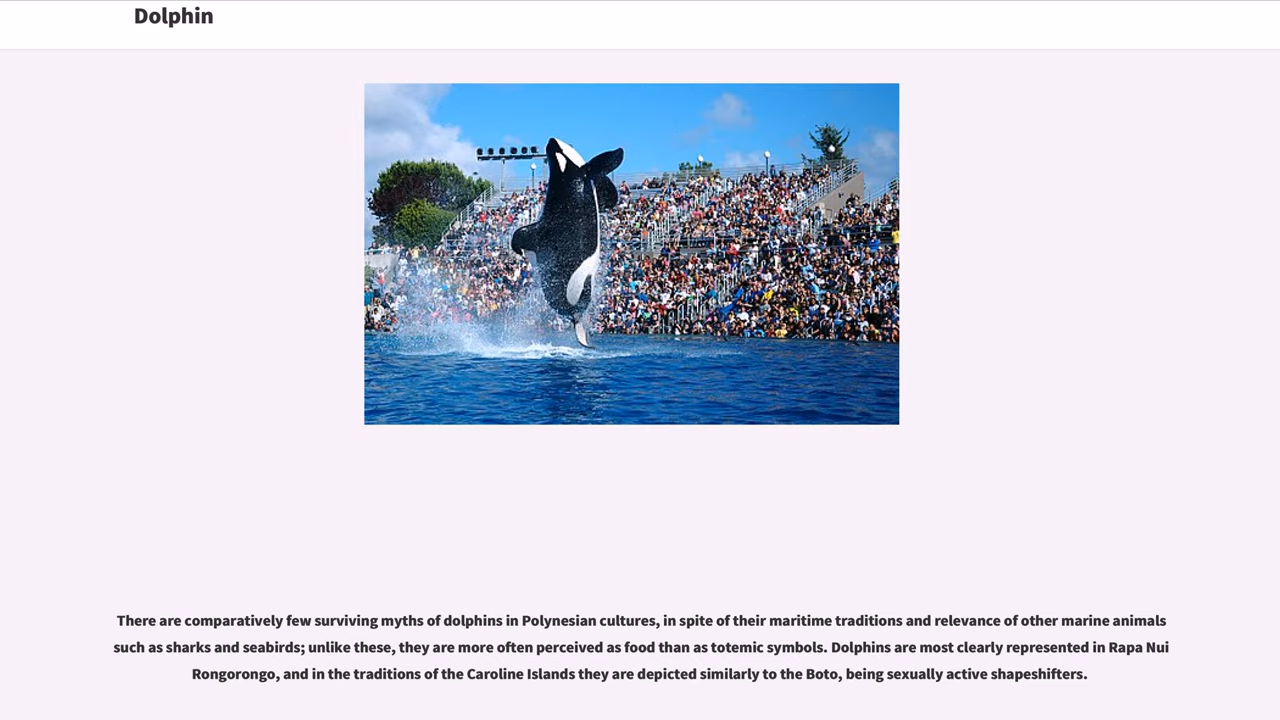 Dolphin
There are comparatively few surviving myths of dolphins in Polynesian cultures, in spite of their maritime traditions and relevance of other marine animals
such as sharks and seabirds; unlike these, they are more often perceived as food than as totemic symbols. Dolphins are most clearly represented in Rapa Nui
Rongorongo, and in the traditions of the Caroline Islands they are depicted similarly to the Boto, being sexually active shapeshifters.